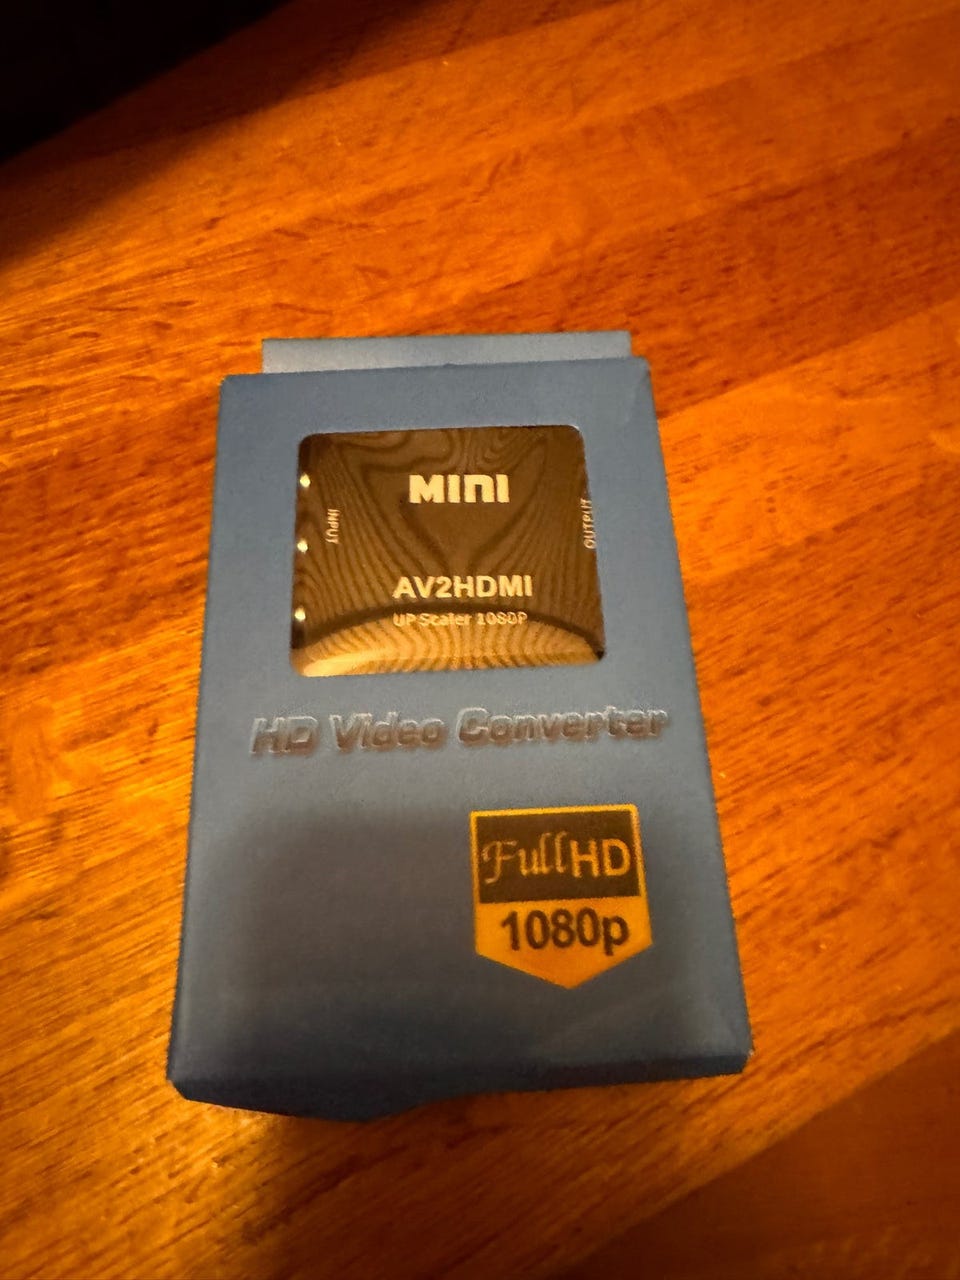 MINI
INPUT
OUTPUT
AV2HDMI
UP Scaler 1080P
HD Video Converter
Full HD
1080p